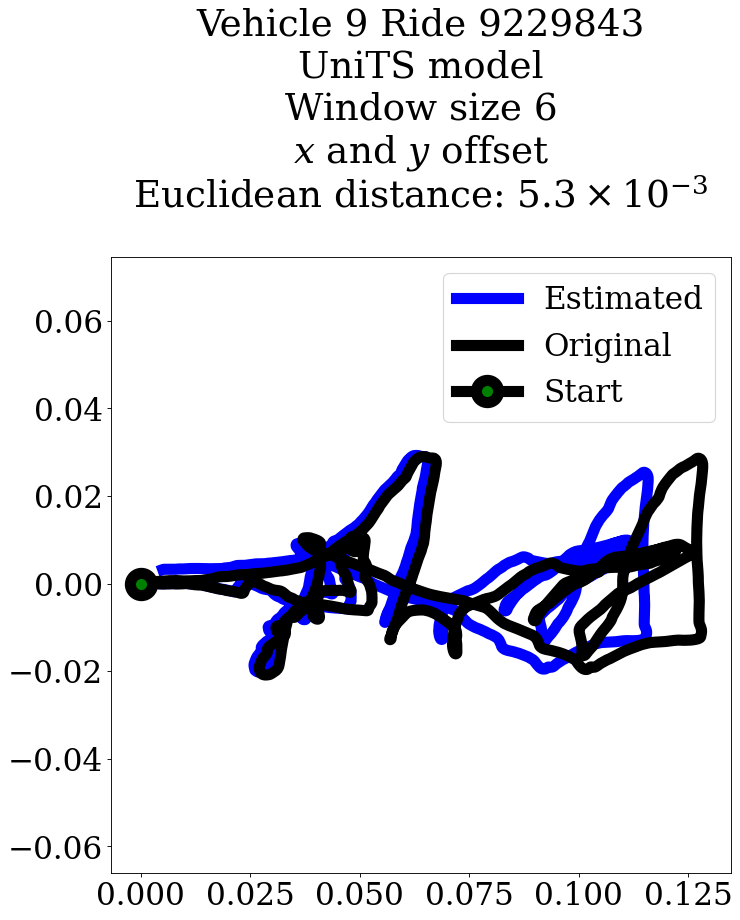 Vehicle 9 Ride 9229843
UniTS model
Window size 6
x and y offset
Euclidean distance: 5.3 × 10⁻³
Estimated
Original
Start
0.06
0.04
0.02
0.00
−0.02
−0.04
−0.06
0.000 0.025 0.050 0.075 0.100 0.125